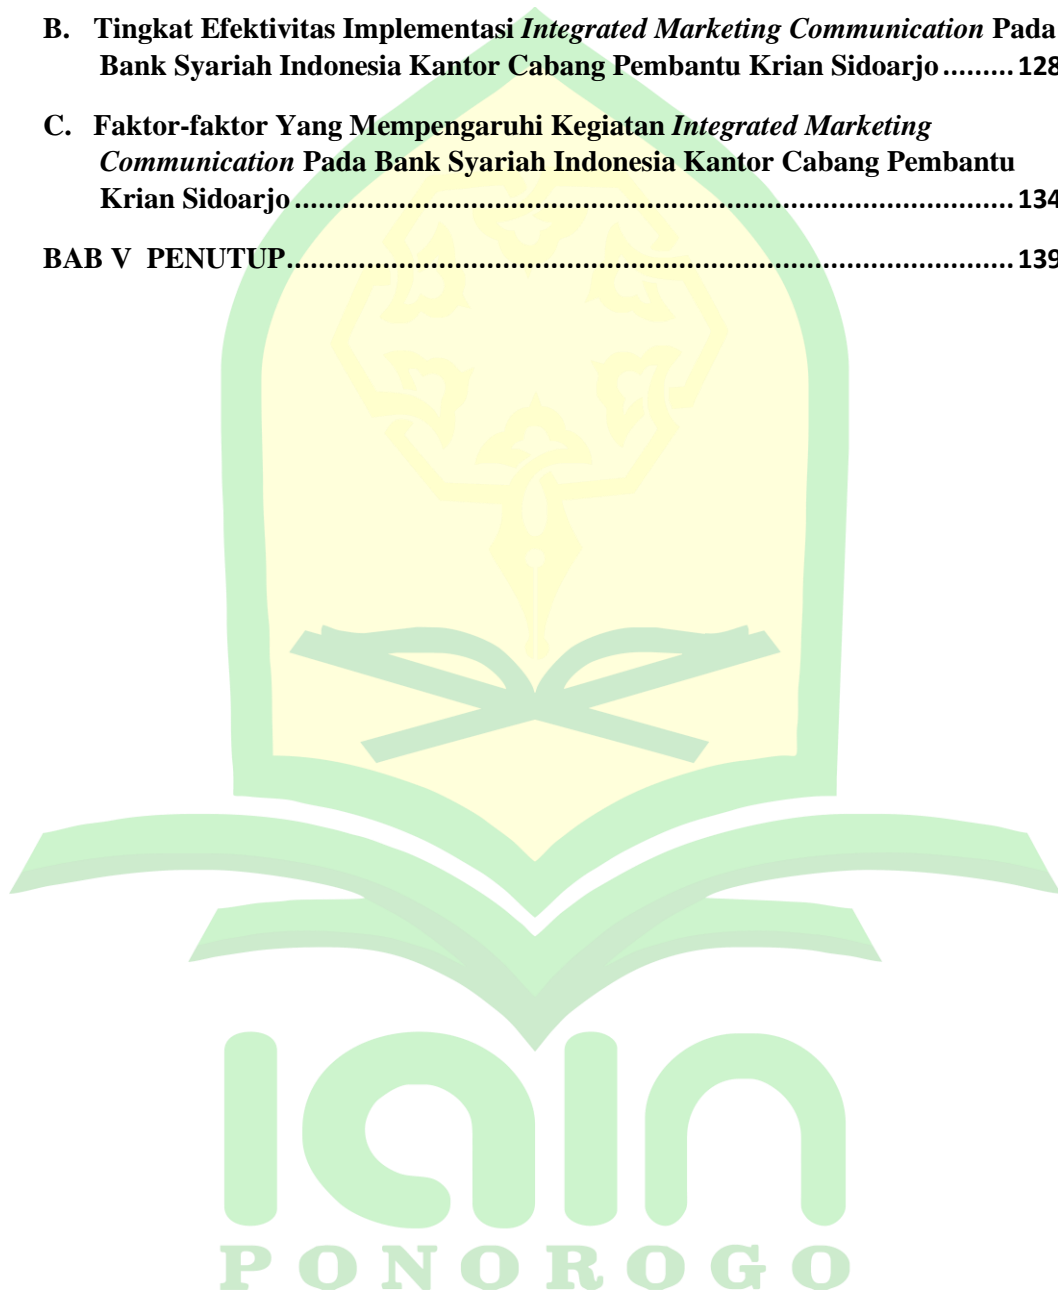 B. Tingkat Efektivitas Implementasi Integrated Marketing Communication Pada
Bank Syariah Indonesia Kantor Cabang Pembantu Krian Sidoarjo ......... 128
C. Faktor-faktor Yang Mempengaruhi Kegiatan Integrated Marketing
Communication Pada Bank Syariah Indonesia Kantor Cabang Pembantu
Krian Sidoarjo ........................................................................................... 134
BAB V PENUTUP........................................................................................... 139
iain
PONOROGO